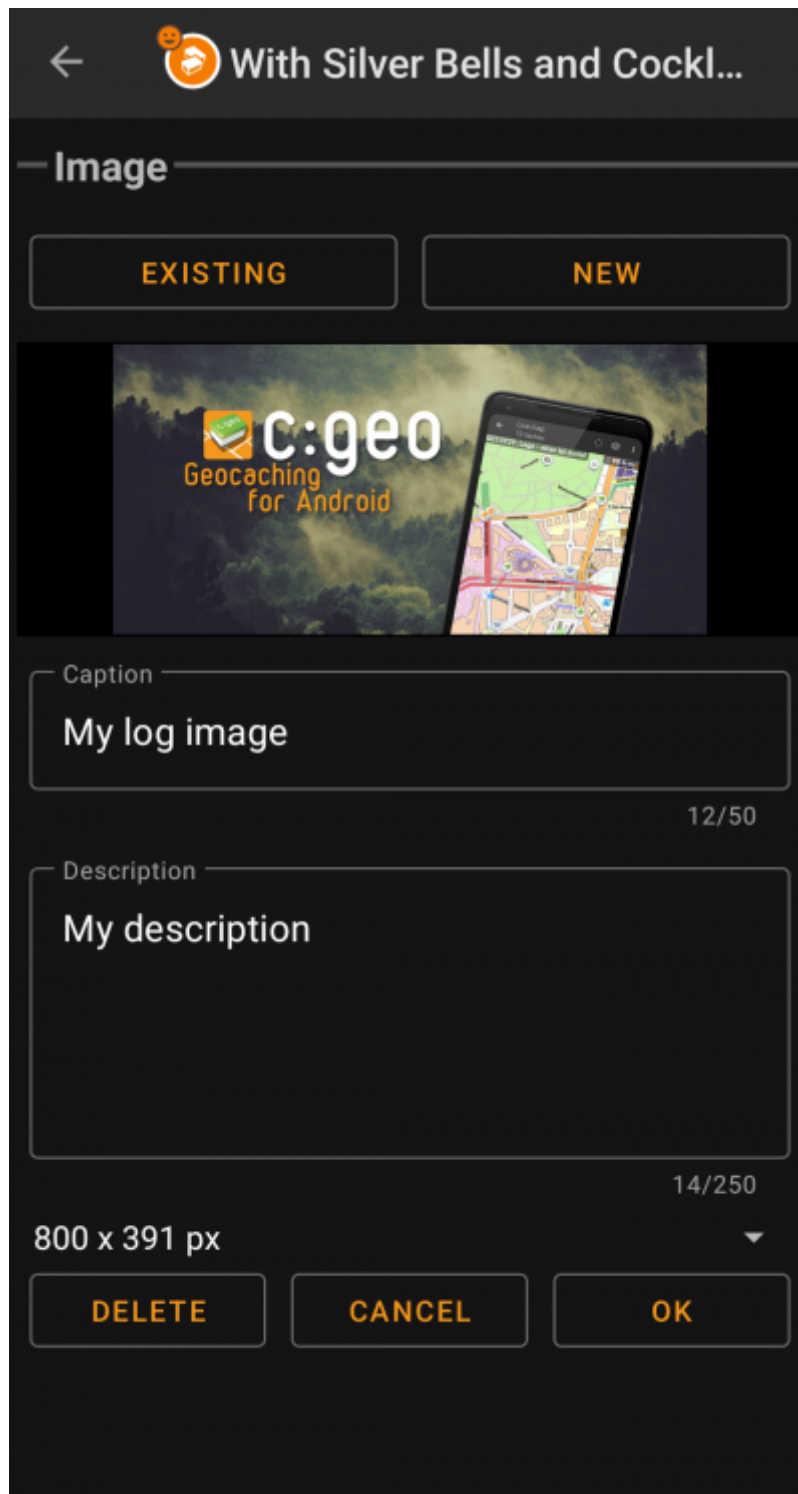 With Silver Bells and Cockl...
Image
EXISTING NEW
c:geo
Geocaching
for Android
Caption
My log image
12/50
Description
My description
14/250
800 x 391 px
DELETE CANCEL OK